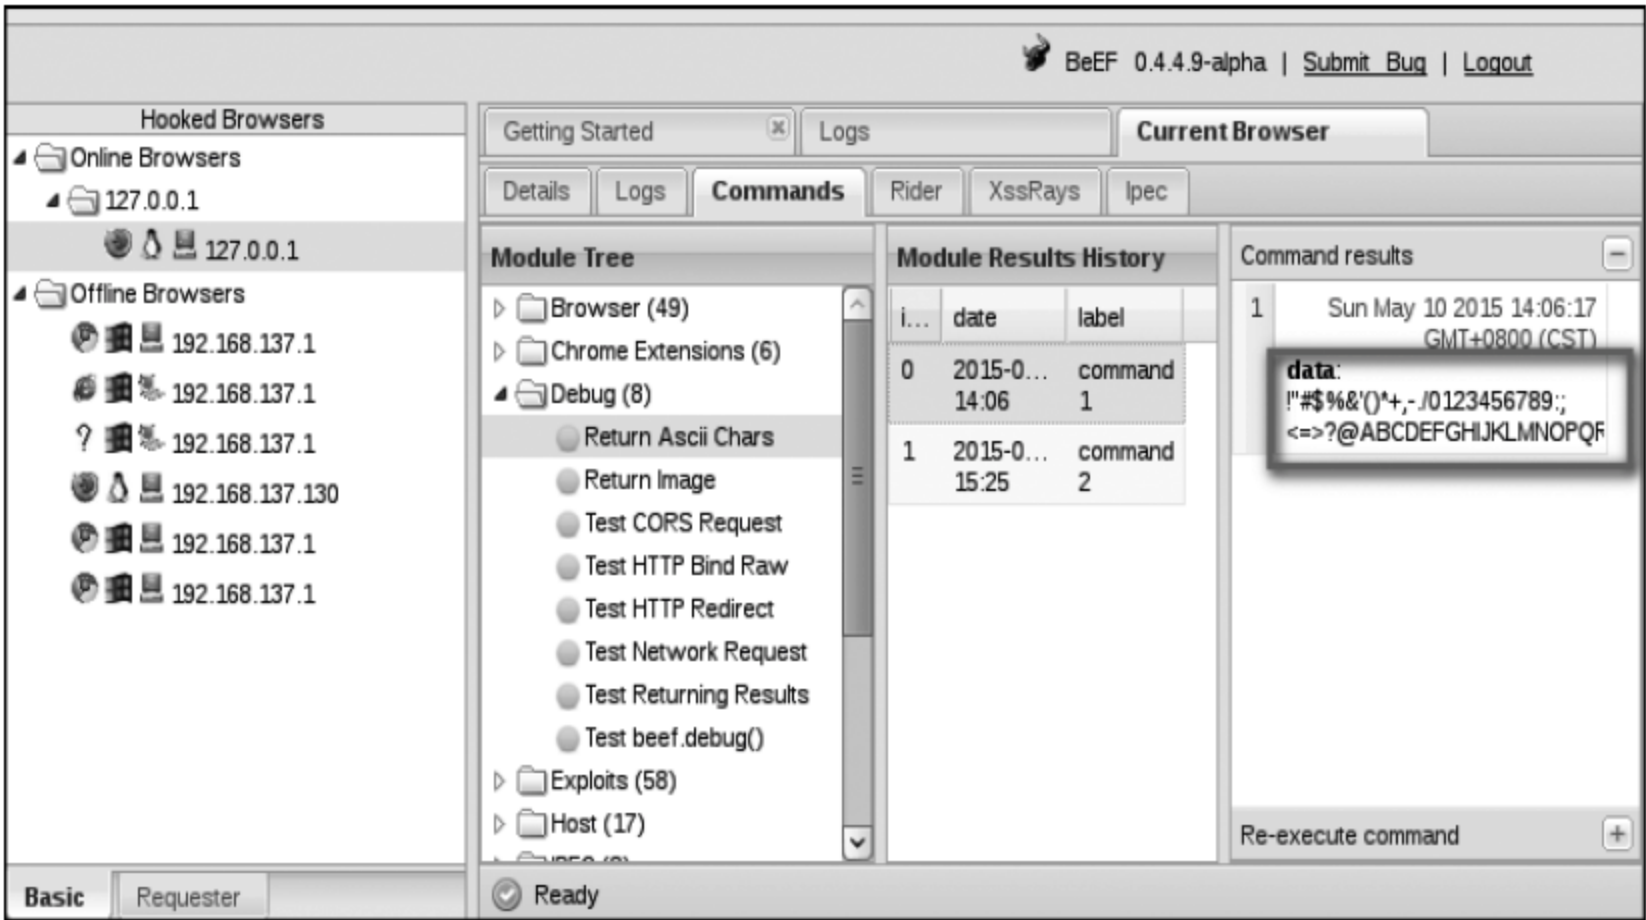 BeEF 0.4.4.9-alpha | Submit Bug | Logout
Hooked Browsers
Online Browsers
127.0.0.1
127.0.0.1
Offline Browsers
192.168.137.1
192.168.137.1
192.168.137.1
192.168.137.130
192.168.137.1
192.168.137.1
Basic Requester
Getting Started Logs Current Browser
Details Logs Commands Rider XssRays Ipec
Module Tree
Browser (49)
Chrome Extensions (6)
Debug (8)
Return Ascii Chars
Return Image
Test CORS Request
Test HTTP Bind Raw
Test HTTP Redirect
Test Network Request
Test Returning Results
Test beef.debug()
Exploits (58)
Host (17)
Module Results History
i... date label
0 2015-0... command
14:06 1
1 2015-0... command
15:25 2
Command results
1 Sun May 10 2015 14:06:17
GMT+0800 (CST)
data:
!"#$%&'()*+,-./0123456789:;
<=>?@ABCDEFGHIJKLMNOPQR
Re-execute command
Ready